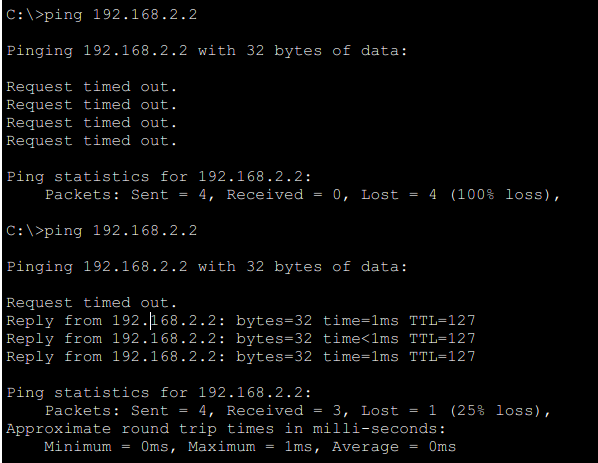 C:\>ping 192.168.2.2
Pinging 192.168.2.2 with 32 bytes of data:
Request timed out.
Request timed out.
Request timed out.
Request timed out.
Ping statistics for 192.168.2.2:
    Packets: Sent = 4, Received = 0, Lost = 4 (100% loss),
C:\>ping 192.168.2.2
Pinging 192.168.2.2 with 32 bytes of data:
Request timed out.
Reply from 192.168.2.2: bytes=32 time=1ms TTL=127
Reply from 192.168.2.2: bytes=32 time<1ms TTL=127
Reply from 192.168.2.2: bytes=32 time=1ms TTL=127
Ping statistics for 192.168.2.2:
    Packets: Sent = 4, Received = 3, Lost = 1 (25% loss),
Approximate round trip times in milli-seconds:
    Minimum = 0ms, Maximum = 1ms, Average = 0ms